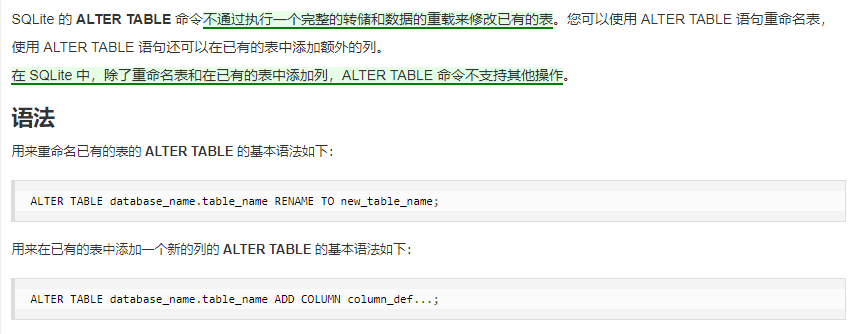 SQLite 的 ALTER TABLE 命令不通过执行一个完整的转储和数据的重载来修改已有的表。您可以使用 ALTER TABLE 语句重命名表，
使用 ALTER TABLE 语句还可以在已有的表中添加额外的列。
在 SQLite 中，除了重命名表和在已有的表中添加列，ALTER TABLE 命令不支持其他操作。
语法
用来重命名已有的表的 ALTER TABLE 的基本语法如下：
ALTER TABLE database_name.table_name RENAME TO new_table_name;
用来在已有的表中添加一个新的列的 ALTER TABLE 的基本语法如下：
ALTER TABLE database_name.table_name ADD COLUMN column_def...;